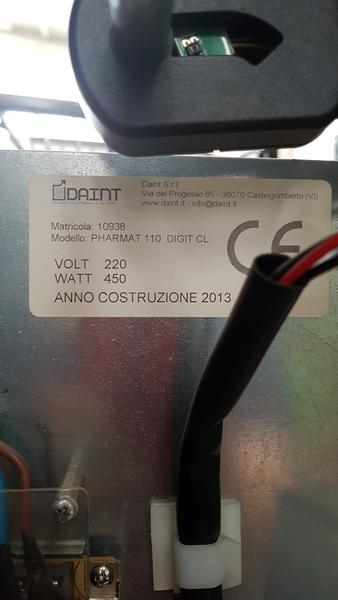 DAINT
Daint S.r.l.
Via del Progesso 65 - 36070 Castelgomberto (VI)
www.daint.it - info@daint.it
Matricola: 10938
Modello: PHARMAT 110 DIGIT CL
CE
VOLT 220
WATT 450
ANNO COSTRUZIONE 2013